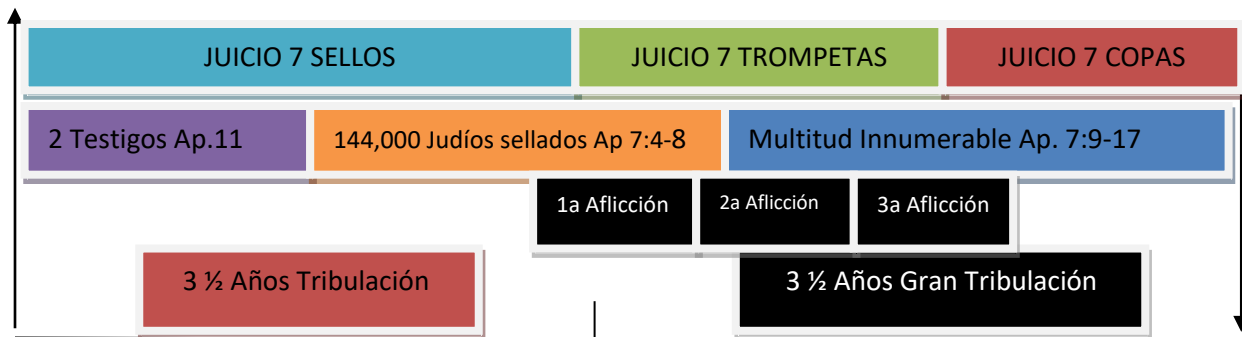 JUICIO 7 SELLOS
JUICIO 7 TROMPETAS
JUICIO 7 COPAS
2 Testigos Ap.11
144,000 Judíos sellados Ap 7:4-8
Multitud Innumerable Ap. 7:9-17
1a Aflicción
2a Aflicción
3a Aflicción
3 ½ Años Tribulación
3 ½ Años Gran Tribulación